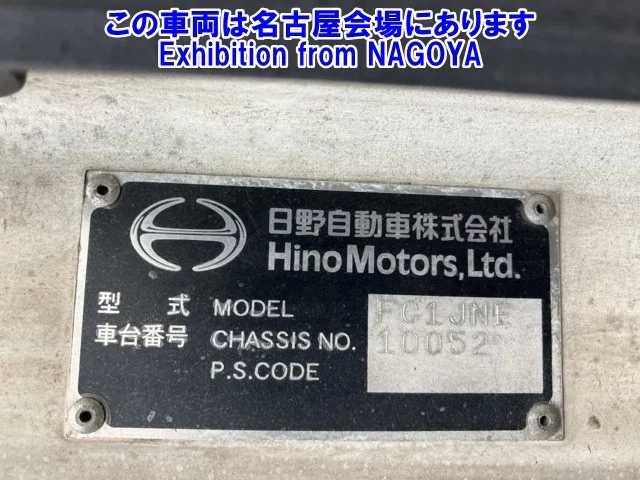 この車両は名古屋会場にあります
Exhibition from NAGOYA
日野自動車株式会社
Hino Motors, Ltd.
型 式 MODEL FC1JNE
車台番号 CHASSIS NO. 10052
P.S.CODE